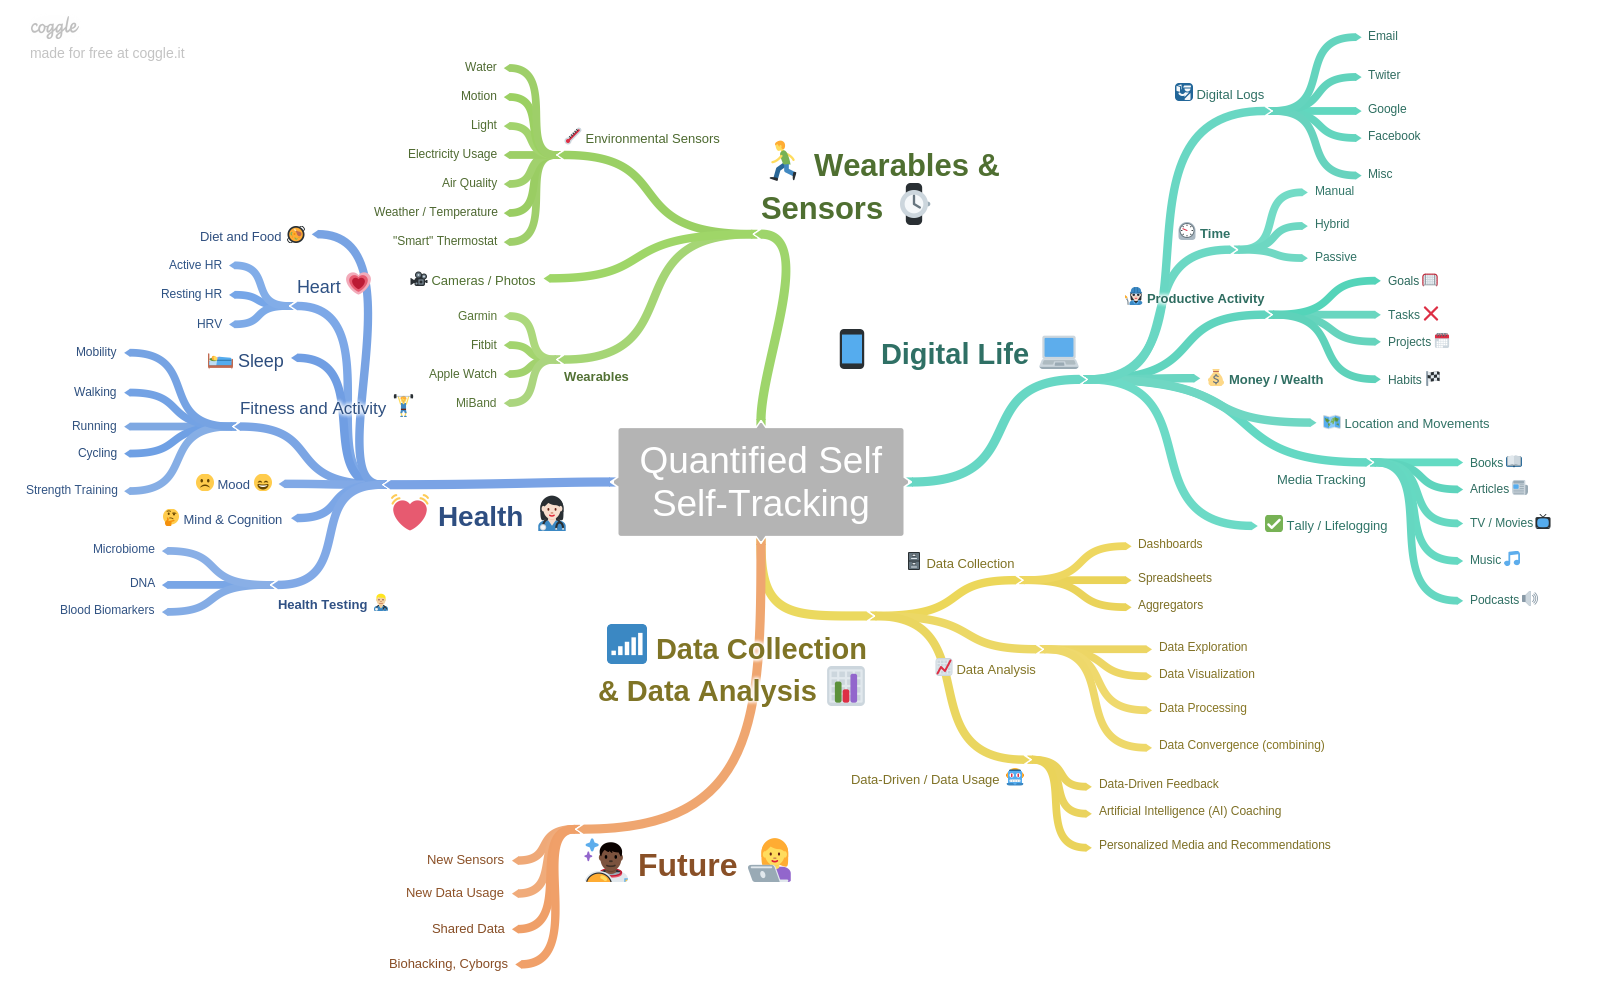 coggle
made for free at coggle.it
Quantified Self
Self-Tracking
Wearables &
Sensors
Environmental Sensors
Water
Motion
Light
Electricity Usage
Air Quality
Weather / Temperature
"Smart" Thermostat
Cameras / Photos
Wearables
Garmin
Fitbit
Apple Watch
MiBand
Digital Life
Digital Logs
Email
Twiter
Google
Facebook
Misc
Time
Manual
Hybrid
Passive
Productive Activity
Goals
Tasks
Projects
Habits
Money / Wealth
Location and Movements
Media Tracking
Books
Articles
TV / Movies
Music
Podcasts
Tally / Lifelogging
Health
Diet and Food
Heart
Active HR
Resting HR
HRV
Sleep
Fitness and Activity
Mobility
Walking
Running
Cycling
Strength Training
Mood
Mind & Cognition
Health Testing
Microbiome
DNA
Blood Biomarkers
Data Collection
& Data Analysis
Data Collection
Dashboards
Spreadsheets
Aggregators
Data Analysis
Data Exploration
Data Visualization
Data Processing
Data Convergence (combining)
Data-Driven / Data Usage
Data-Driven Feedback
Artificial Intelligence (AI) Coaching
Personalized Media and Recommendations
Future
New Sensors
New Data Usage
Shared Data
Biohacking, Cyborgs